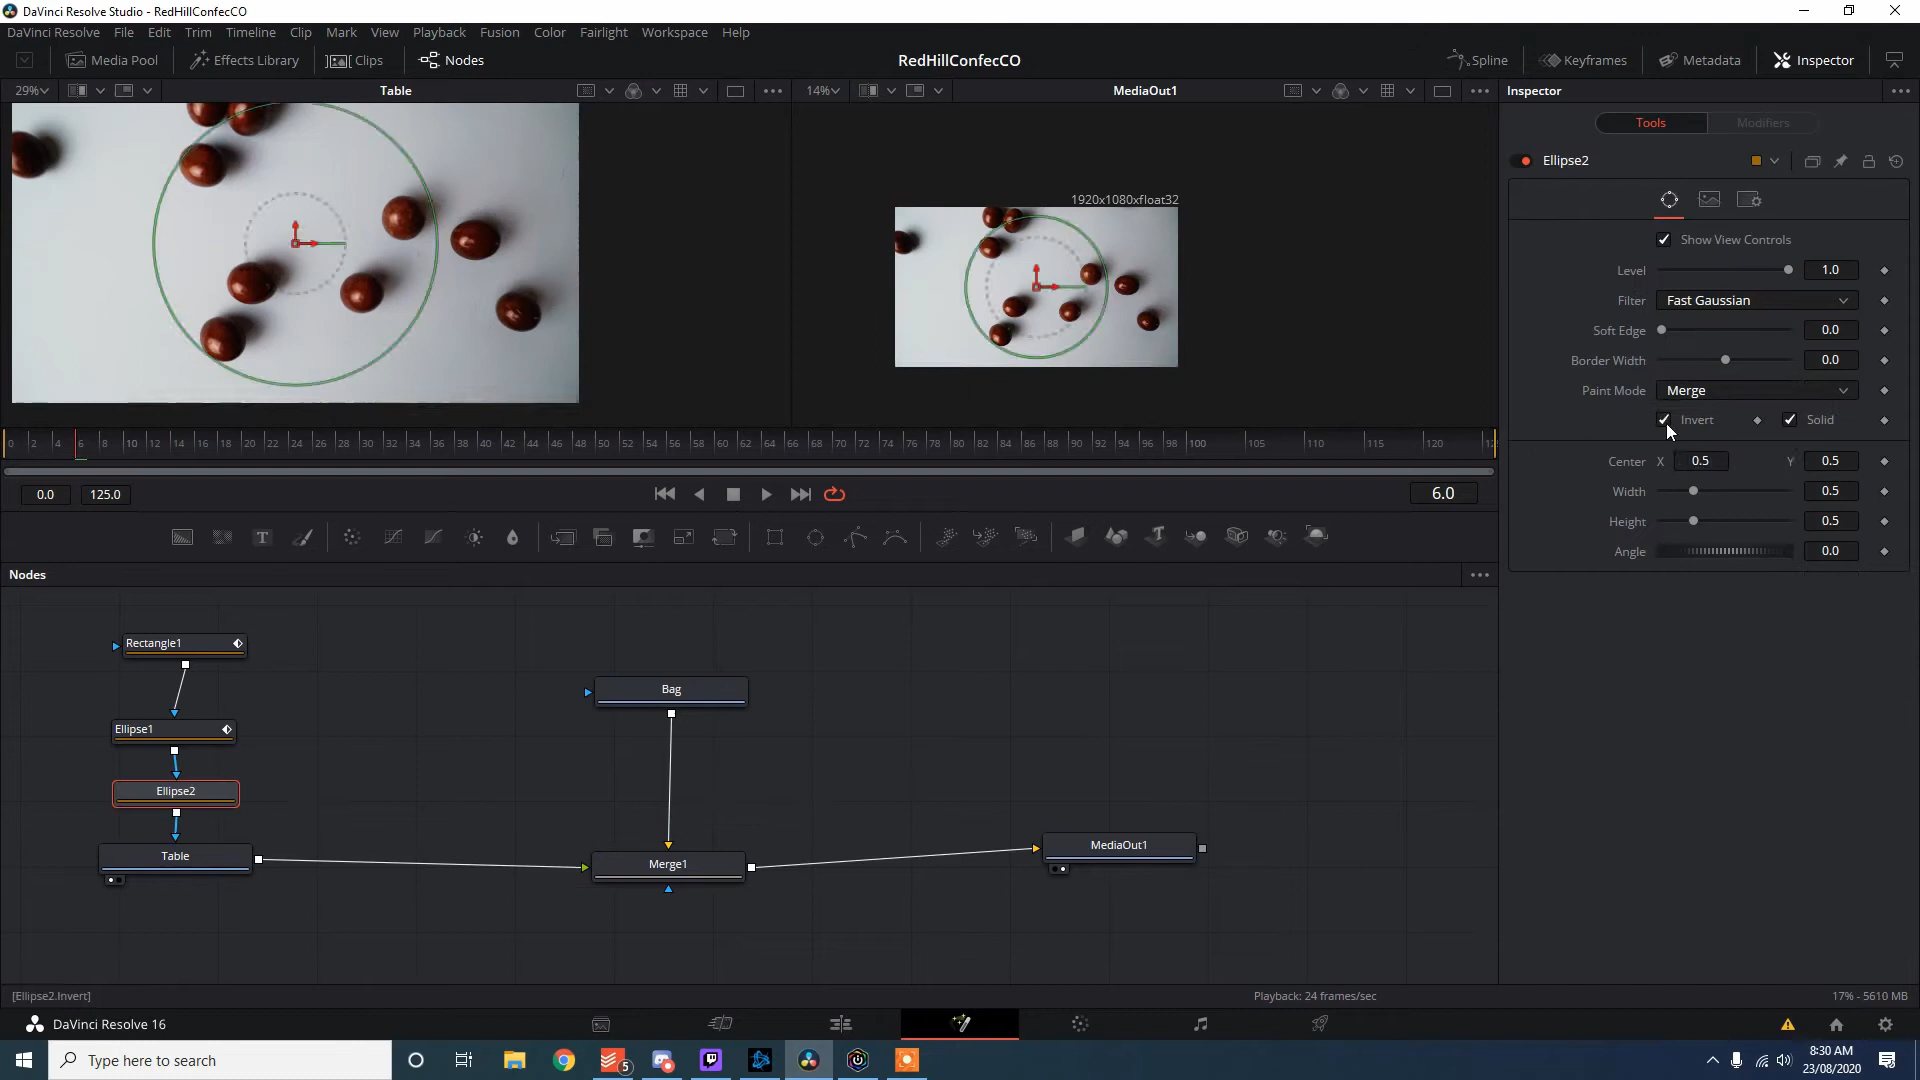 DaVinci Resolve Studio - RedHillConfecCO
DaVinci Resolve File Edit Trim Timeline Clip Mark View Playback Fusion Color Fairlight Workspace Help
Media Pool Effects Library Clips Nodes RedHillConfecCO Spline Keyframes Metadata Inspector
29% Table 14% MediaOut1 Inspector
Tools Modifiers
Ellipse2
1920x1080xfloat32
Show View Controls
Level 1.0
Filter Fast Gaussian
Soft Edge 0.0
Border Width 0.0
Paint Mode Merge
Invert Solid
0 2 4 6 8 10 12 14 16 18 20 22 24 26 28 30 32 34 36 38 40 42 44 46 48 50 52 54 56 58 60 62 64 66 68 70 72 74 76 78 80 82 84 86 90 92 94 96 100 110 120
Center X 0.5 Y 0.5
Width 0.5
0.0 125.0 6.0
Height 0.5
Angle 0.0
T
T
Nodes
Rectangle1
Bag
Ellipse1
Ellipse2
MediaOut1
Table
Merge1
[Ellipse2.Invert] Playback: 24 frames/sec 17% - 5610 MB
DaVinci Resolve 16
Type here to search
5
8:30 AM
23/08/2020